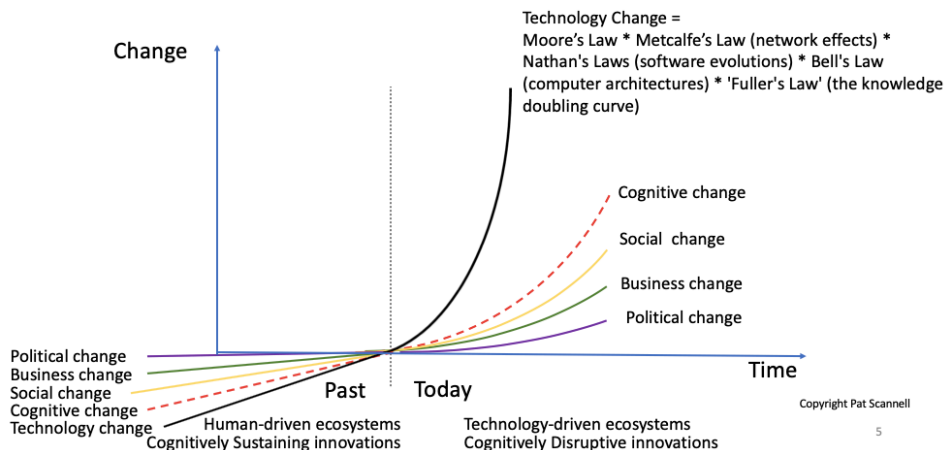 Technology Change =
Moore's Law * Metcalfe's Law (network effects) *
Nathan's Laws (software evolutions) * Bell's Law
(computer architectures) * 'Fuller's Law' (the knowledge
doubling curve)
Change
Cognitive change
Social change
Business change
Political change
Time
Political change
Business change
Social change
Cognitive change
Technology change
Past
Today
Human-driven ecosystems
Cognitively Sustaining innovations
Technology-driven ecosystems
Cognitively Disruptive innovations
Copyright Pat Scannell
5